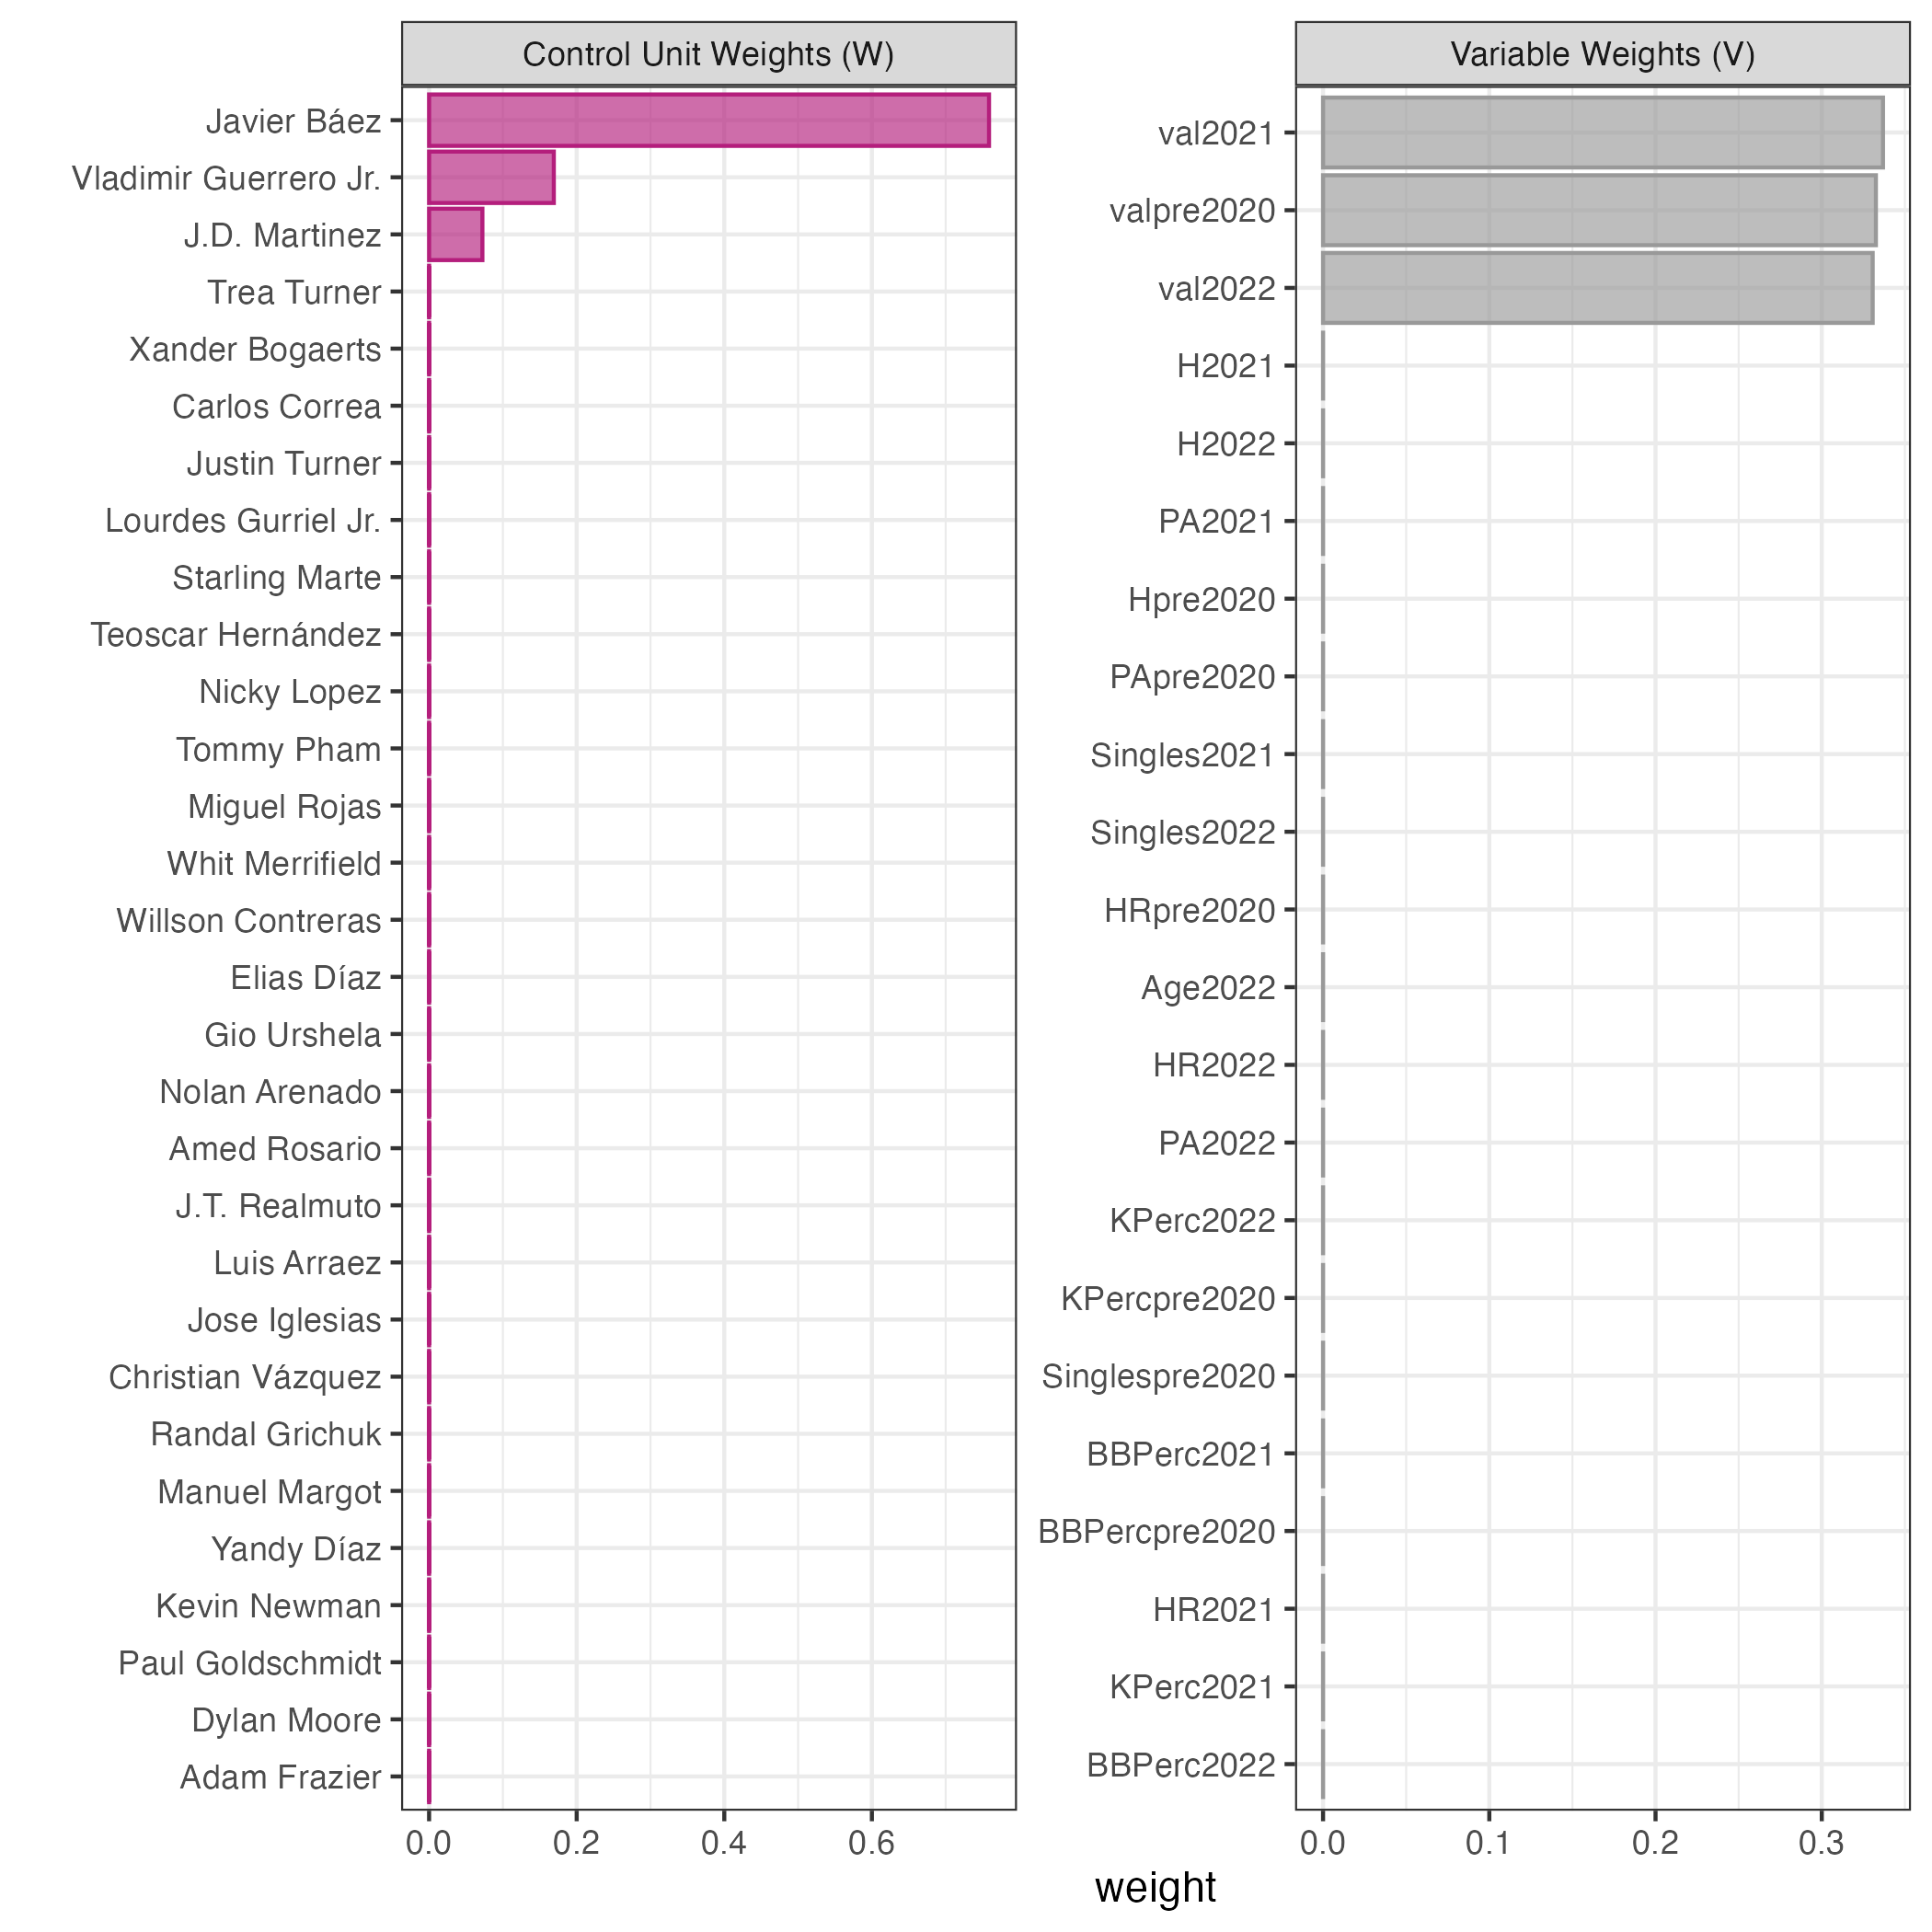 Control Unit Weights (W)
Javier Báez
Vladimir Guerrero Jr.
J.D. Martinez
Trea Turner
Xander Bogaerts
Carlos Correa
Justin Turner
Lourdes Gurriel Jr.
Starling Marte
Teoscar Hernández
Nicky Lopez
Tommy Pham
Miguel Rojas
Whit Merrifield
Willson Contreras
Elias Díaz
Gio Urshela
Nolan Arenado
Amed Rosario
J.T. Realmuto
Luis Arraez
Jose Iglesias
Christian Vázquez
Randal Grichuk
Manuel Margot
Yandy Díaz
Kevin Newman
Paul Goldschmidt
Dylan Moore
Adam Frazier
0.0 0.2 0.4 0.6
Variable Weights (V)
val2021
valpre2020
val2022
H2021
H2022
PA2021
Hpre2020
PApre2020
Singles2021
Singles2022
HRpre2020
Age2022
HR2022
PA2022
KPerc2022
KPercpre2020
Singlespre2020
BBPerc2021
BBPercpre2020
HR2021
KPerc2021
BBPerc2022
0.0 0.1 0.2 0.3
weight